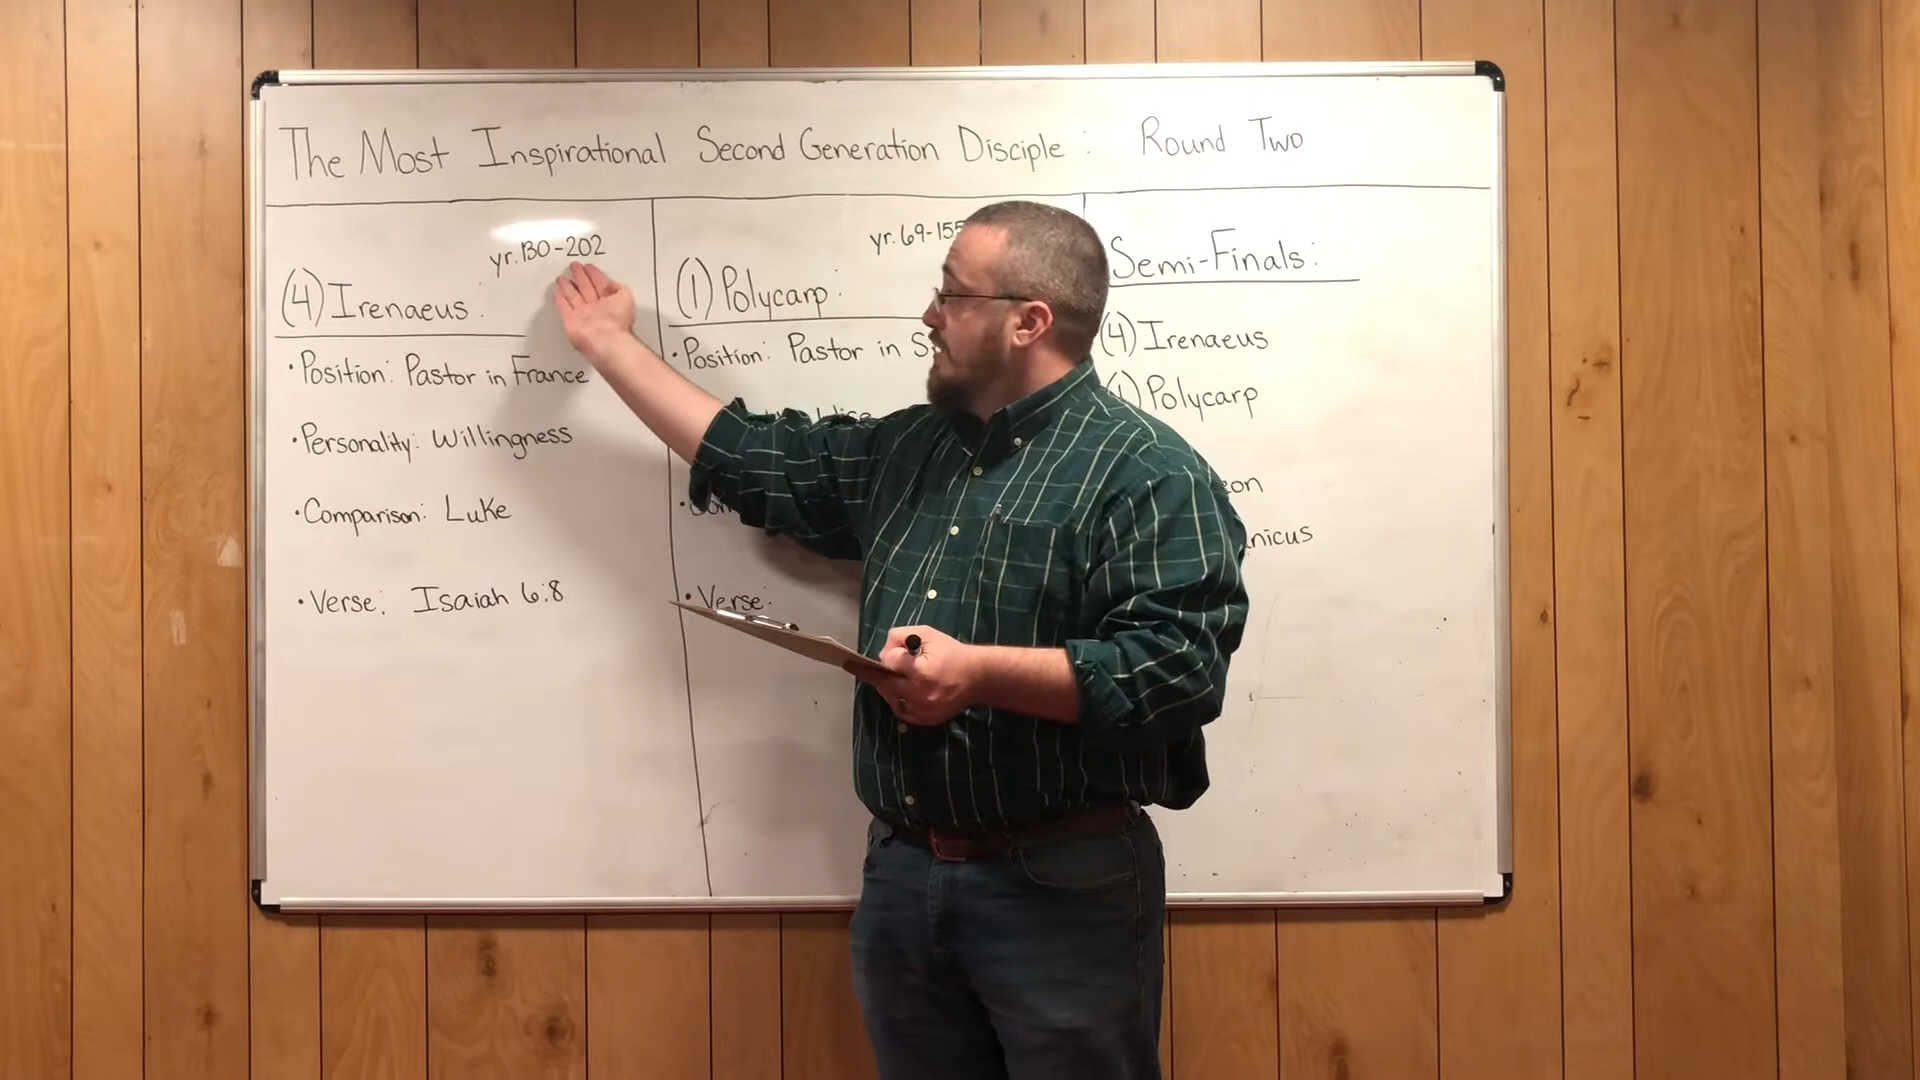 The Most Inspirational Second Generation Disciple: Round Two
yr. 130-202
(4) Irenaeus:
• Position: Pastor in France
• Personality: Willingness
• Comparison: Luke
• Verse: Isaiah 6:8
yr. 69-155
(1) Polycarp:
• Position: Pastor in
• Verse:
Semi-Finals:
(4) Irenaeus
(1) Polycarp